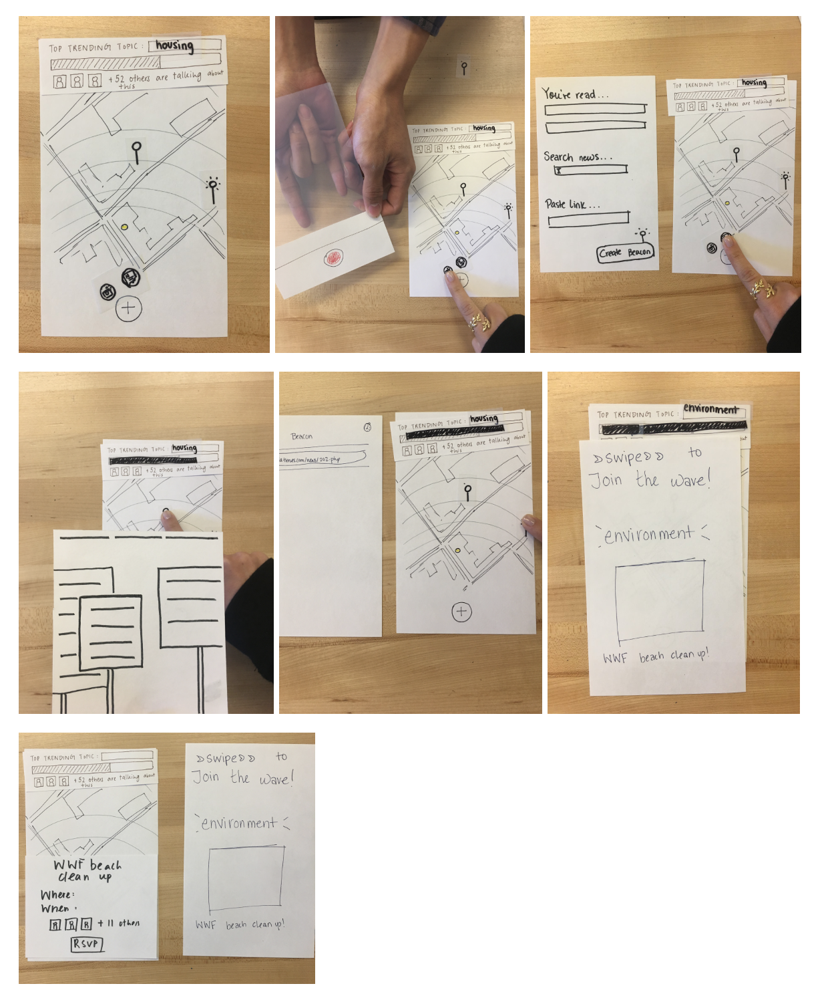 TOP TRENDING TOPIC: housing
+52 others are talking about
this
TOP TRENDING TOPIC: housing
+52 others are talking about
this
You're read...
Search news...
Paste link...
Create Beacon
TOP TRENDING TOPIC: housing
+52 others are talking about
this
TOP TRENDING TOPIC: housing
+52 others are talking about
this
Beacon
atimes.com/news/202.php
TOP TRENDING TOPIC: housing
+52 others are talking about
this
TOP TRENDING TOPIC: environment
swipe to
Join the wave!
environment
WWF beach clean up!
TOP TRENDING TOPIC:
+52 others are talking about
this
WWF beach
clean up
Where:
When:
+ 11 others
RSVP
swipe to
Join the wave!
environment
WWF beach clean up!